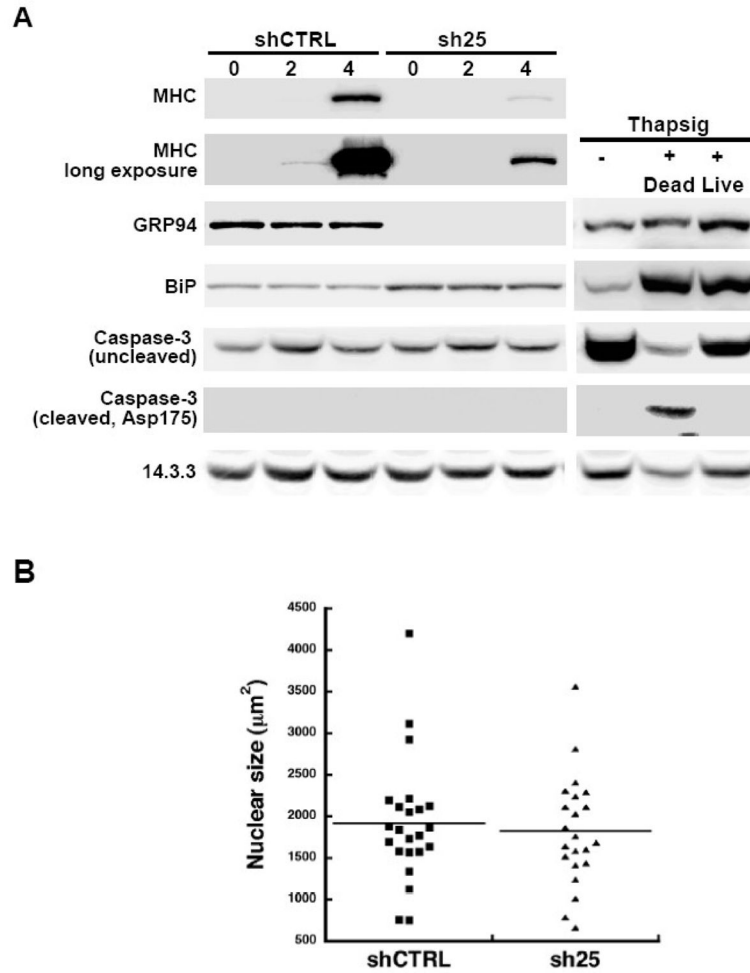 A
shCTRL sh25
0 2 4 0 2 4
MHC
Thapsig
MHC
long exposure
- + +
Dead Live
GRP94
BiP
Caspase-3
(uncleaved)
Caspase-3
(cleaved, Asp175)
14.3.3
B
Nuclear size (μm²)
4500
4000
3500
3000
2500
2000
1500
1000
500
shCTRL sh25